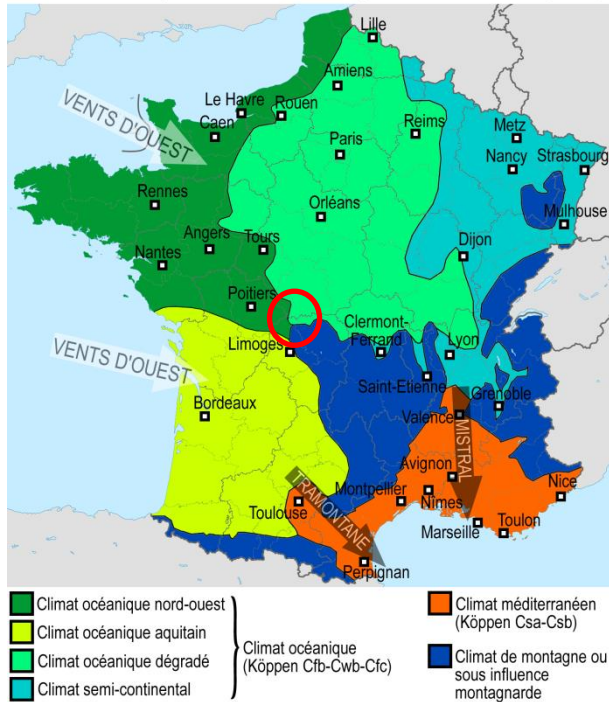 Lille
Amiens
VENTS D'OUEST
Le Havre
Rouen
Caen
Reims
Metz
Paris
Nancy
Strasbourg
Rennes
Orléans
Mulhouse
Angers
Tours
Dijon
Nantes
Poitiers
Clermont-
Ferrand
VENTS D'OUEST
Limoges
Lyon
Saint-Etienne
Grenoble
Bordeaux
Valence
MISTRAL
Avignon
TRAMONTANE
Montpellier
Nîmes
Nice
Toulouse
Marseille
Toulon
Perpignan
Climat océanique nord-ouest
Climat océanique aquitain
Climat océanique dégradé
Climat semi-continental
Climat océanique
(Köppen Cfb-Cwb-Cfc)
Climat méditerranéen
(Köppen Csa-Csb)
Climat de montagne ou
sous influence
montagnarde